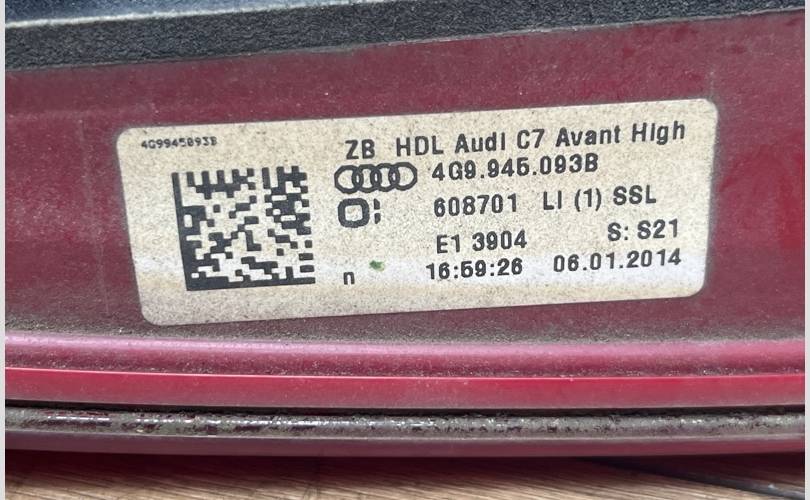 4G9945093B
ZB HDL Audi C7 Avant High
4G9.945.093B
608701 LI (1) SSL
E1 3904 S: S21
n 16:59:26 06.01.2014